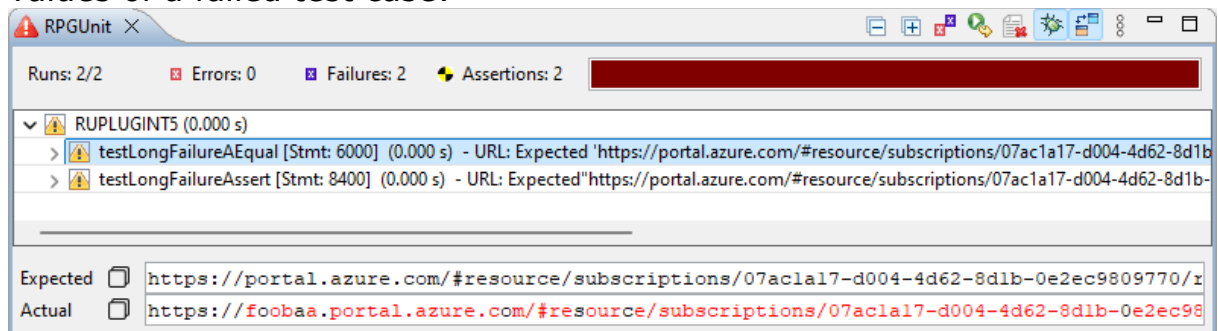 values of a failed test case.
RPGUnit
Runs: 2/2 Errors: 0 Failures: 2 Assertions: 2
RUPLUGINT5 (0.000 s)
testLongFailureAEqual [Stmt: 6000] (0.000 s) - URL: Expected 'https://portal.azure.com/#resource/subscriptions/07ac1a17-d004-4d62-8d1b
testLongFailureAssert [Stmt: 8400] (0.000 s) - URL: Expected"https://portal.azure.com/#resource/subscriptions/07ac1a17-d004-4d62-8d1b-
Expected https://portal.azure.com/#resource/subscriptions/07ac1a17-d004-4d62-8d1b-0e2ec9809770/r
Actual https://foobaa.portal.azure.com/#resource/subscriptions/07ac1a17-d004-4d62-8d1b-0e2ec98